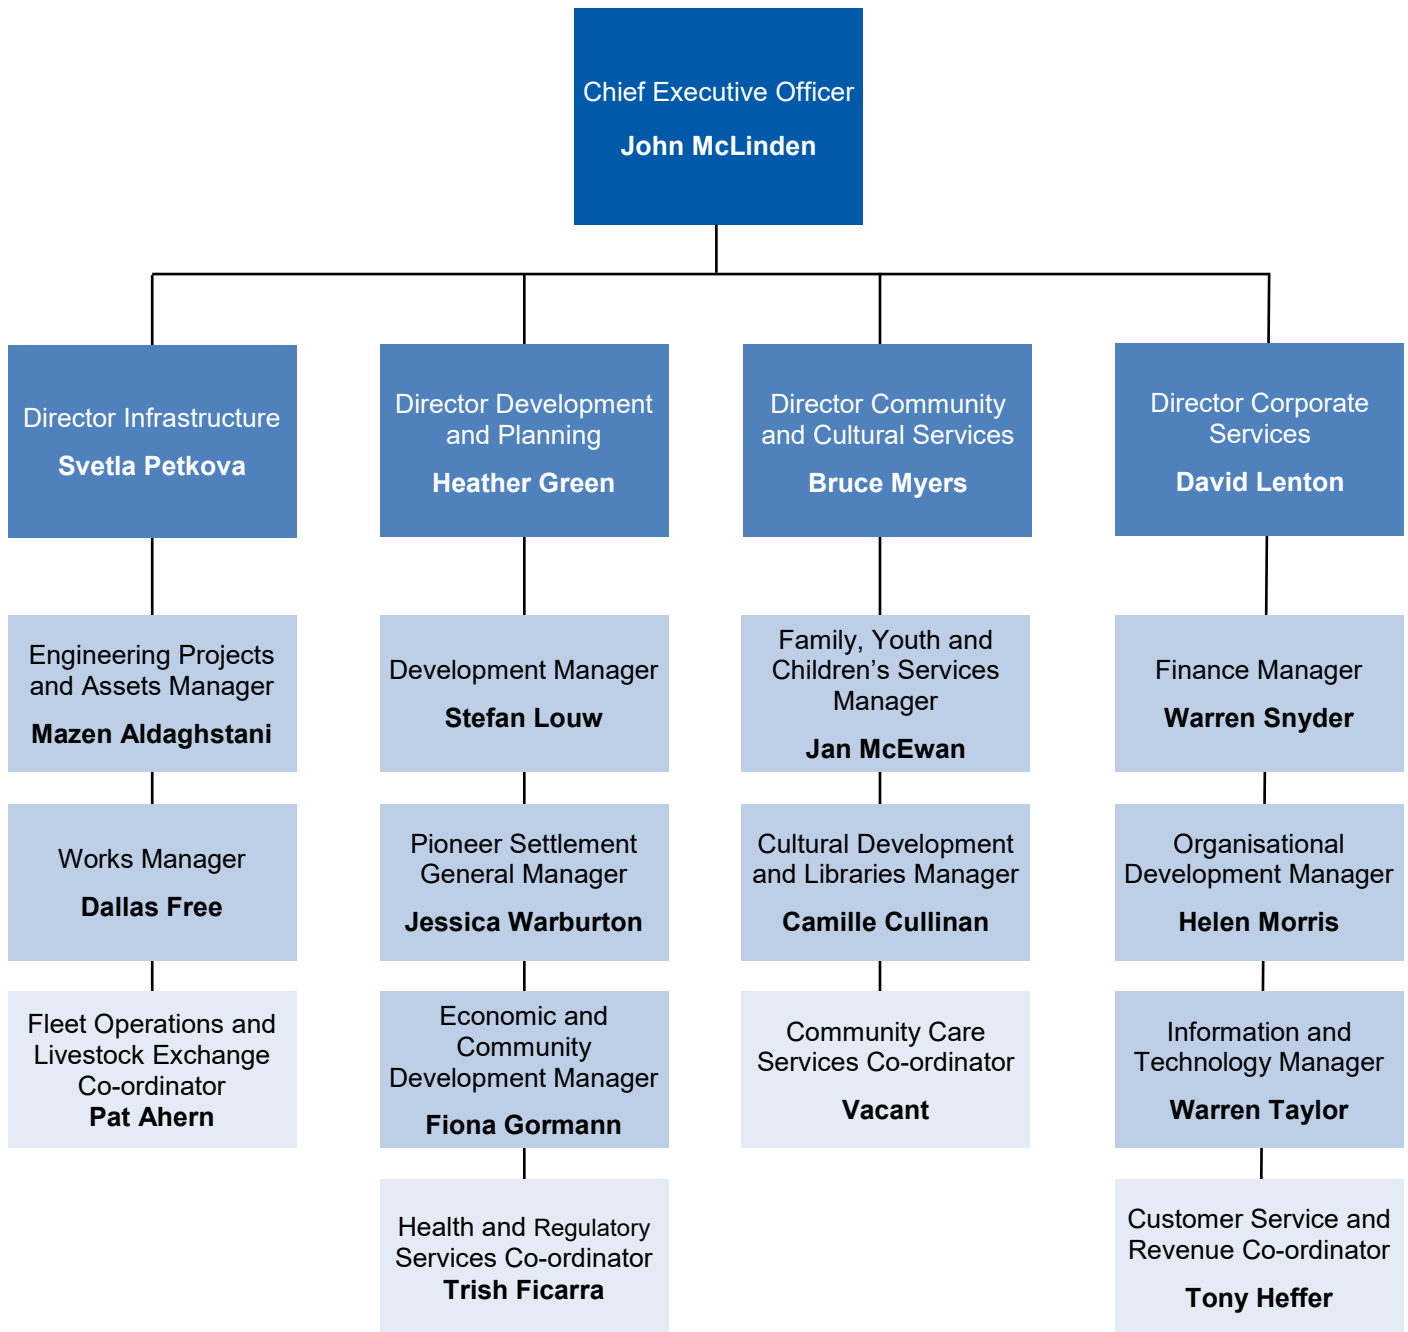 Chief Executive Officer
John McLinden
Director Infrastructure
Svetla Petkova
Director Development
and Planning
Heather Green
Director Community
and Cultural Services
Bruce Myers
Director Corporate
Services
David Lenton
Engineering Projects
and Assets Manager
Mazen Aldaghstani
Development Manager
Stefan Louw
Family, Youth and
Children’s Services
Manager
Jan McEwan
Finance Manager
Warren Snyder
Works Manager
Dallas Free
Pioneer Settlement
General Manager
Jessica Warburton
Cultural Development
and Libraries Manager
Camille Cullinan
Organisational
Development Manager
Helen Morris
Fleet Operations and
Livestock Exchange
Co-ordinator
Pat Ahern
Economic and
Community
Development Manager
Fiona Gormann
Community Care
Services Co-ordinator
Vacant
Information and
Technology Manager
Warren Taylor
Health and Regulatory
Services Co-ordinator
Trish Ficarra
Customer Service and
Revenue Co-ordinator
Tony Heffer